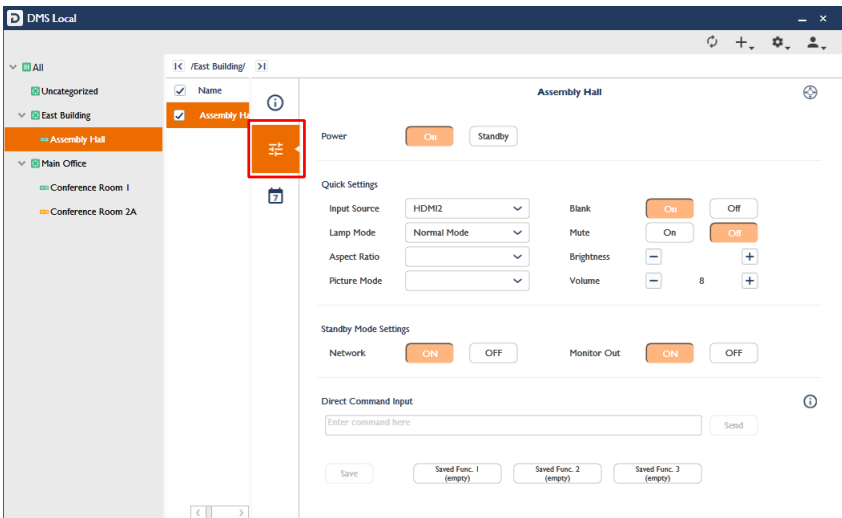 DMS Local
All
Uncategorized
East Building
Assembly Hall
Main Office
Conference Room 1
Conference Room 2A
/East Building/
Name
Assembly Ha
7
Assembly Hall
Power On Standby
Quick Settings
Input Source HDMI2 Blank On Off
Lamp Mode Normal Mode Mute On Off
Aspect Ratio Brightness
Picture Mode Volume 8
Standby Mode Settings
Network ON OFF Monitor Out ON OFF
Direct Command Input
Enter command here Send
Save Saved Func. 1 (empty) Saved Func. 2 (empty) Saved Func. 3 (empty)